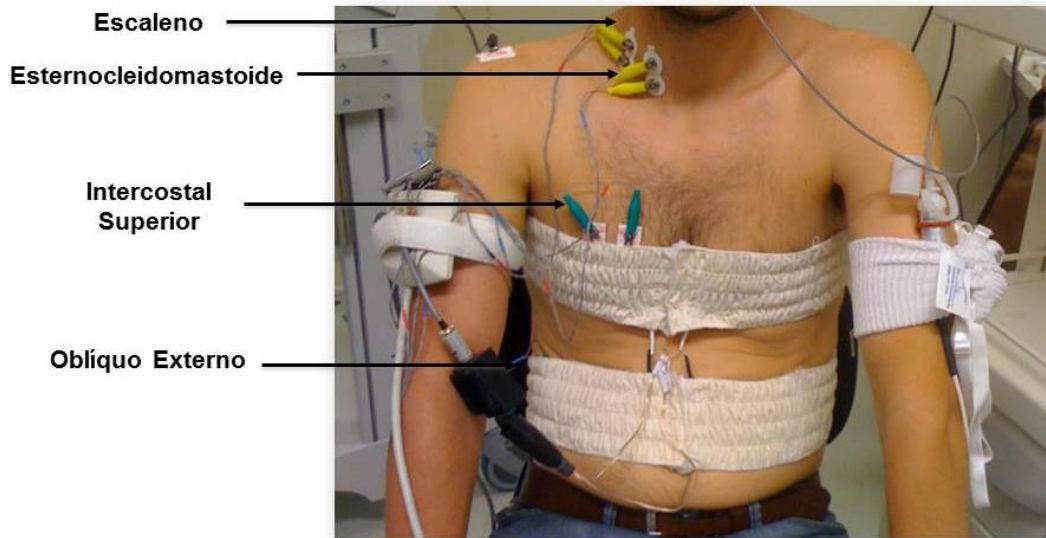 Escaleno
Esternocleidomastoide
Intercostal
Superior
Oblíquo Externo